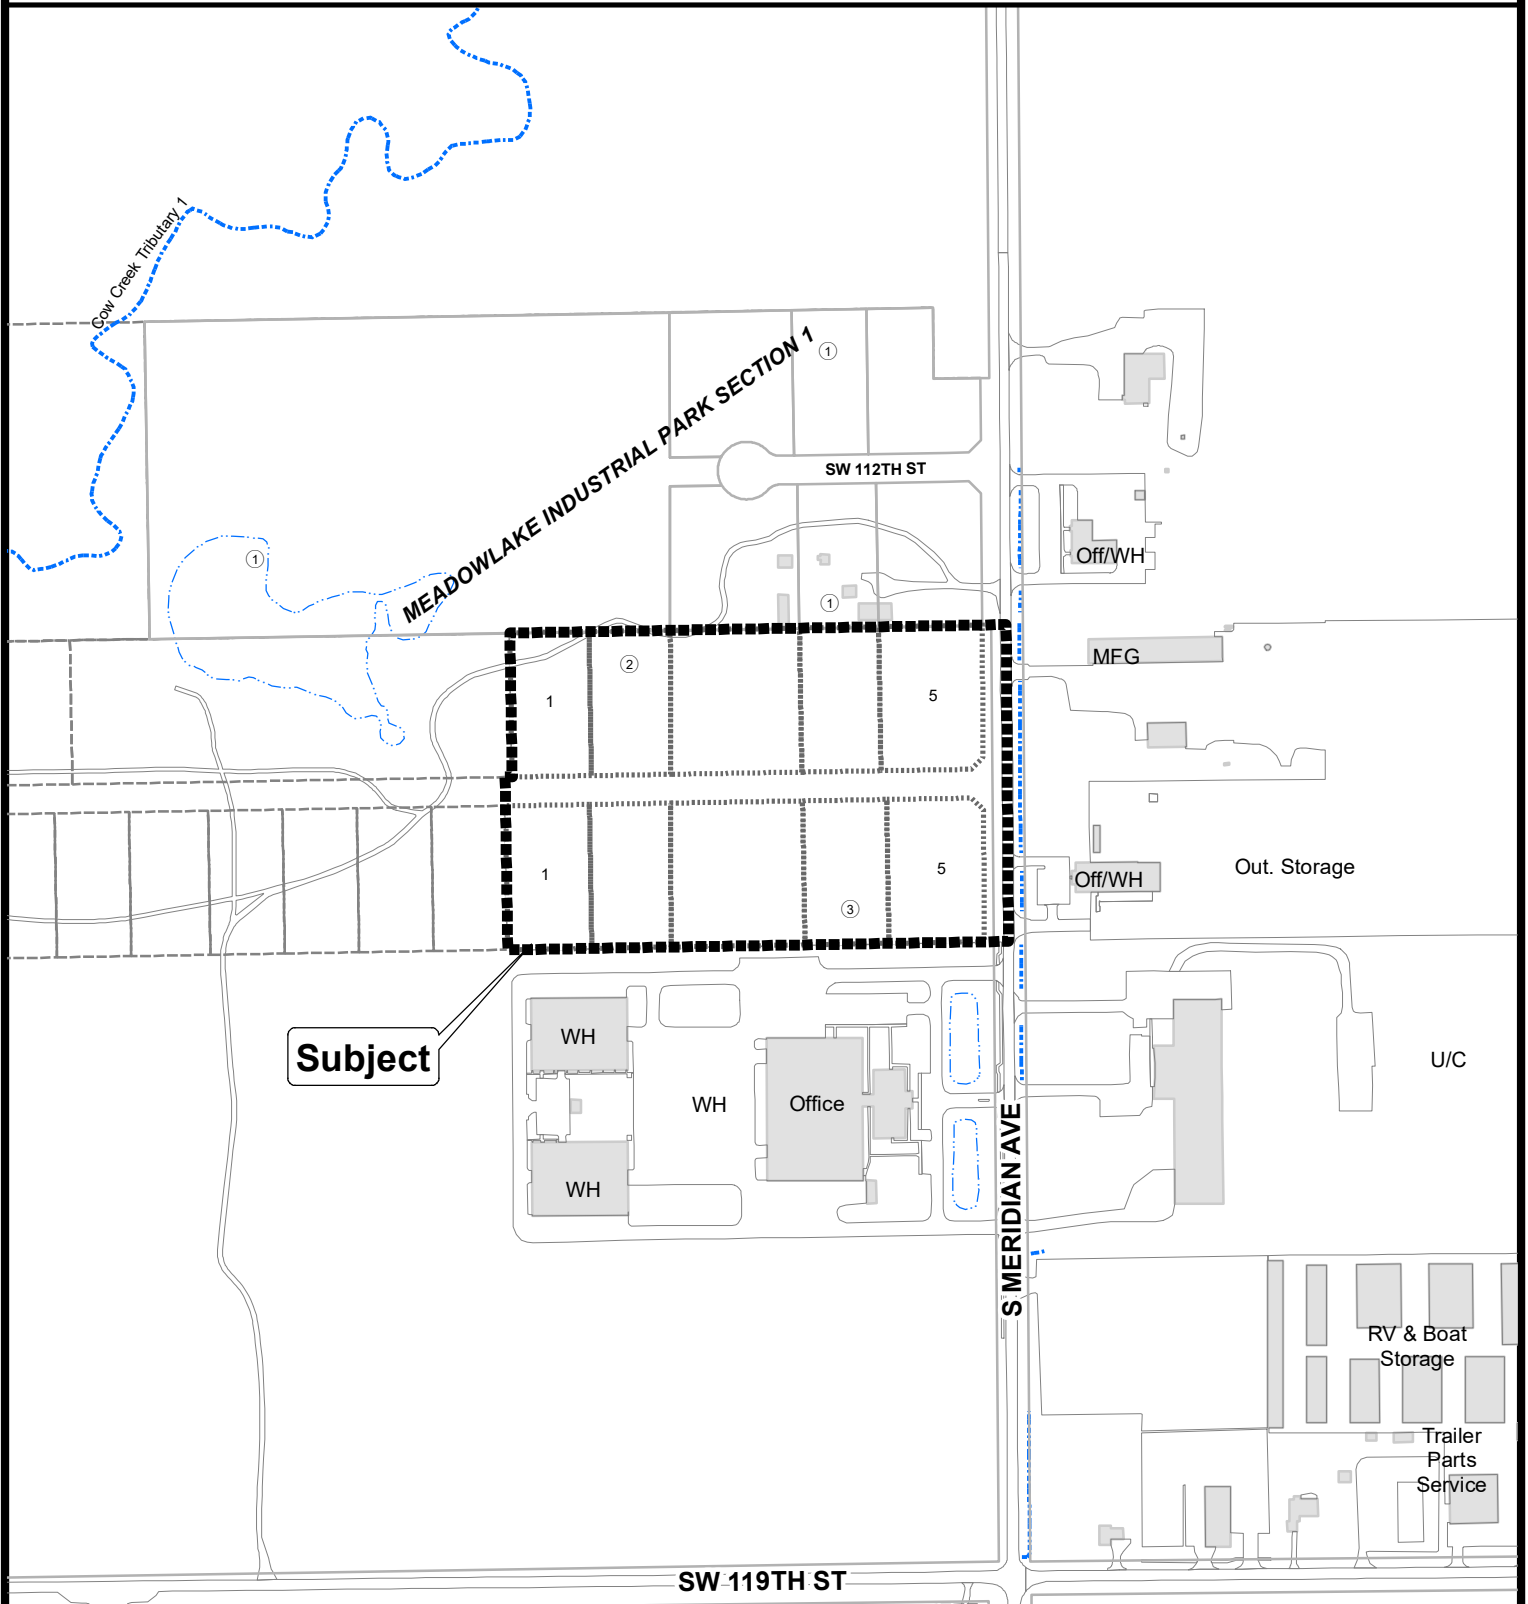 Cow Creek Tributary 1
MEADOWLAKE INDUSTRIAL PARK SECTION 1
①
SW 112TH ST
①
Off/WH
①
MFG
②
1
5
1
5
③
Off/WH
Out. Storage
Subject
WH
WH
Office
WH
U/C
S MERIDIAN AVE
RV & Boat
Storage
Trailer
Parts
Service
SW 119TH ST